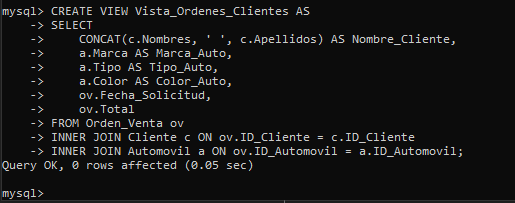 mysql> CREATE VIEW Vista_Ordenes_Clientes AS
    -> SELECT
    ->     CONCAT(c.Nombres, ' ', c.Apellidos) AS Nombre_Cliente,
    ->     a.Marca AS Marca_Auto,
    ->     a.Tipo AS Tipo_Auto,
    ->     a.Color AS Color_Auto,
    ->     ov.Fecha_Solicitud,
    ->     ov.Total
    -> FROM Orden_Venta ov
    -> INNER JOIN Cliente c ON ov.ID_Cliente = c.ID_Cliente
    -> INNER JOIN Automovil a ON ov.ID_Automovil = a.ID_Automovil;
Query OK, 0 rows affected (0.05 sec)
mysql>